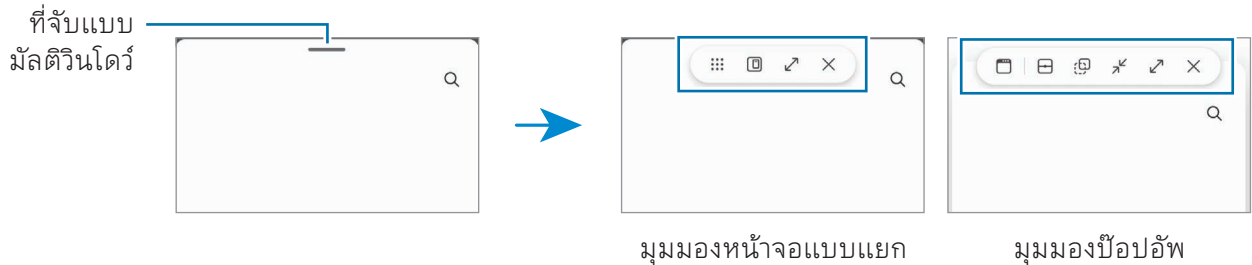 ที่จับแบบ
มัลติวินโดว์
มุมมองหน้าจอแบบแยก
มุมมองป๊อปอัพ